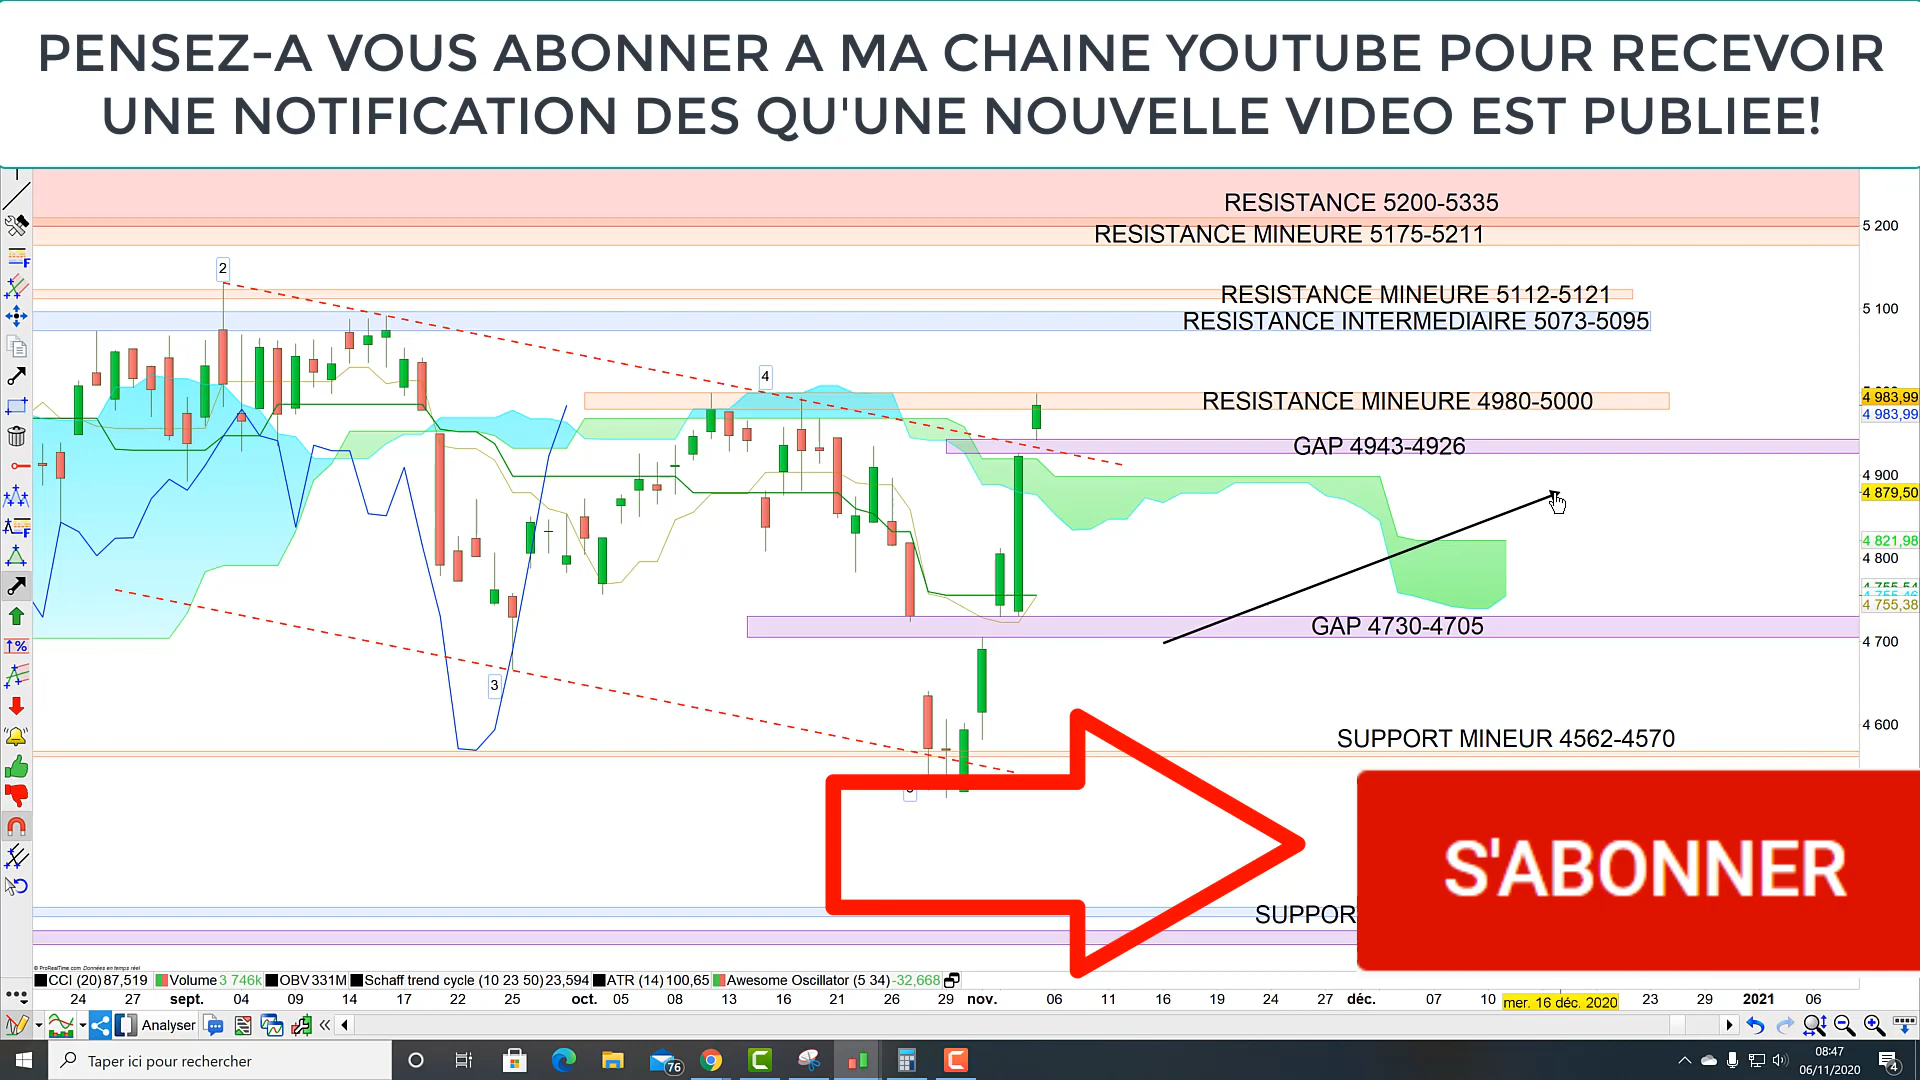 PENSEZ-A VOUS ABONNER A MA CHAINE YOUTUBE POUR RECEVOIR
UNE NOTIFICATION DES QU'UNE NOUVELLE VIDEO EST PUBLIEE!
RESISTANCE 5200-5335
5 200
RESISTANCE MINEURE 5175-5211
2
RESISTANCE MINEURE 5112-5121
5 100
RESISTANCE INTERMEDIAIRE 5073-5095
4
RESISTANCE MINEURE 4980-5000
4 983,99
4 983,99
GAP 4943-4926
4 900
4 879,50
4 821,98
4 800
4 755,38
GAP 4730-4705
4 700
3
4 600
SUPPORT MINEUR 4562-4570
S'ABONNER
SUPPOR
© ProRealTime.com Données en temps réel
CCI (20) 87,519 Volume 3 746k OBV 331M Schaff trend cycle (10 23 50) 23,594 ATR (14) 100,65 Awesome Oscillator (5 34) -32,668
24 27 sept. 04 09 14 17 22 25 oct. 05 08 13 16 21 26 29 nov. 06 11 16 19 24 27 déc. 07 10 mer. 16 déc. 2020 23 29 2021 06
Analyser
Taper ici pour rechercher
76
08:47
06/11/2020
4